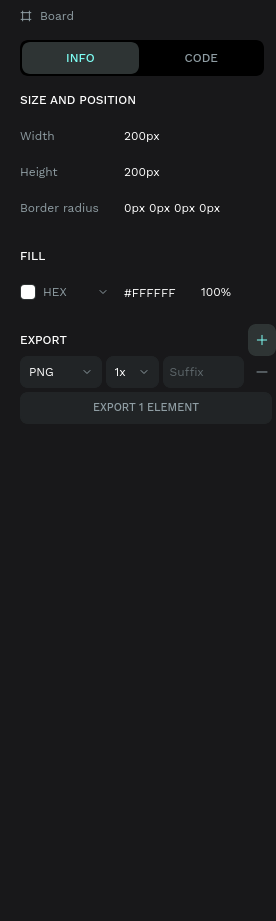 Board
INFO CODE
SIZE AND POSITION
Width 200px
Height 200px
Border radius 0px 0px 0px 0px
FILL
HEX #FFFFFF 100%
EXPORT
PNG 1x Suffix
EXPORT 1 ELEMENT